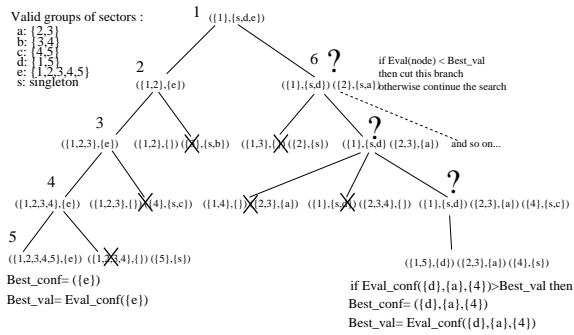 Valid groups of sectors :
a: {2,3}
b: {3,4}
c: {4,5}
d: {1,5}
e: {1,2,3,4,5}
s: singleton
1
({1},{s,d,e})
2
({1,2},{e})
6
?
({1},{s,d}) ({2},{s,a})
if Eval(node) < Best_val
then cut this branch
otherwise continue the search
3
({1,2,3},{e})
({1,2},{}) ({3},{s,b})
({1,3},{}) ({2},{s})
?
({1},{s,d}) ({2,3},{a})
and so on...
4
({1,2,3,4},{e})
({1,2,3},{}) ({4},{s,c})
({1,4},{}) ({2,3},{a})
({1},{s,d}) ({2,3,4},{})
?
({1},{s,d}) ({2,3},{a}) ({4},{s,c})
5
({1,2,3,4,5},{e})
({1,2,3,4},{}) ({5},{s})
({1,5},{d}) ({2,3},{a}) ({4},{s})
Best_conf= ({e})
Best_val= Eval_conf({e})
if Eval_conf({d},{a},{4})>Best_val then
Best_conf= ({d},{a},{4})
Best_val= Eval_conf({d},{a},{4})